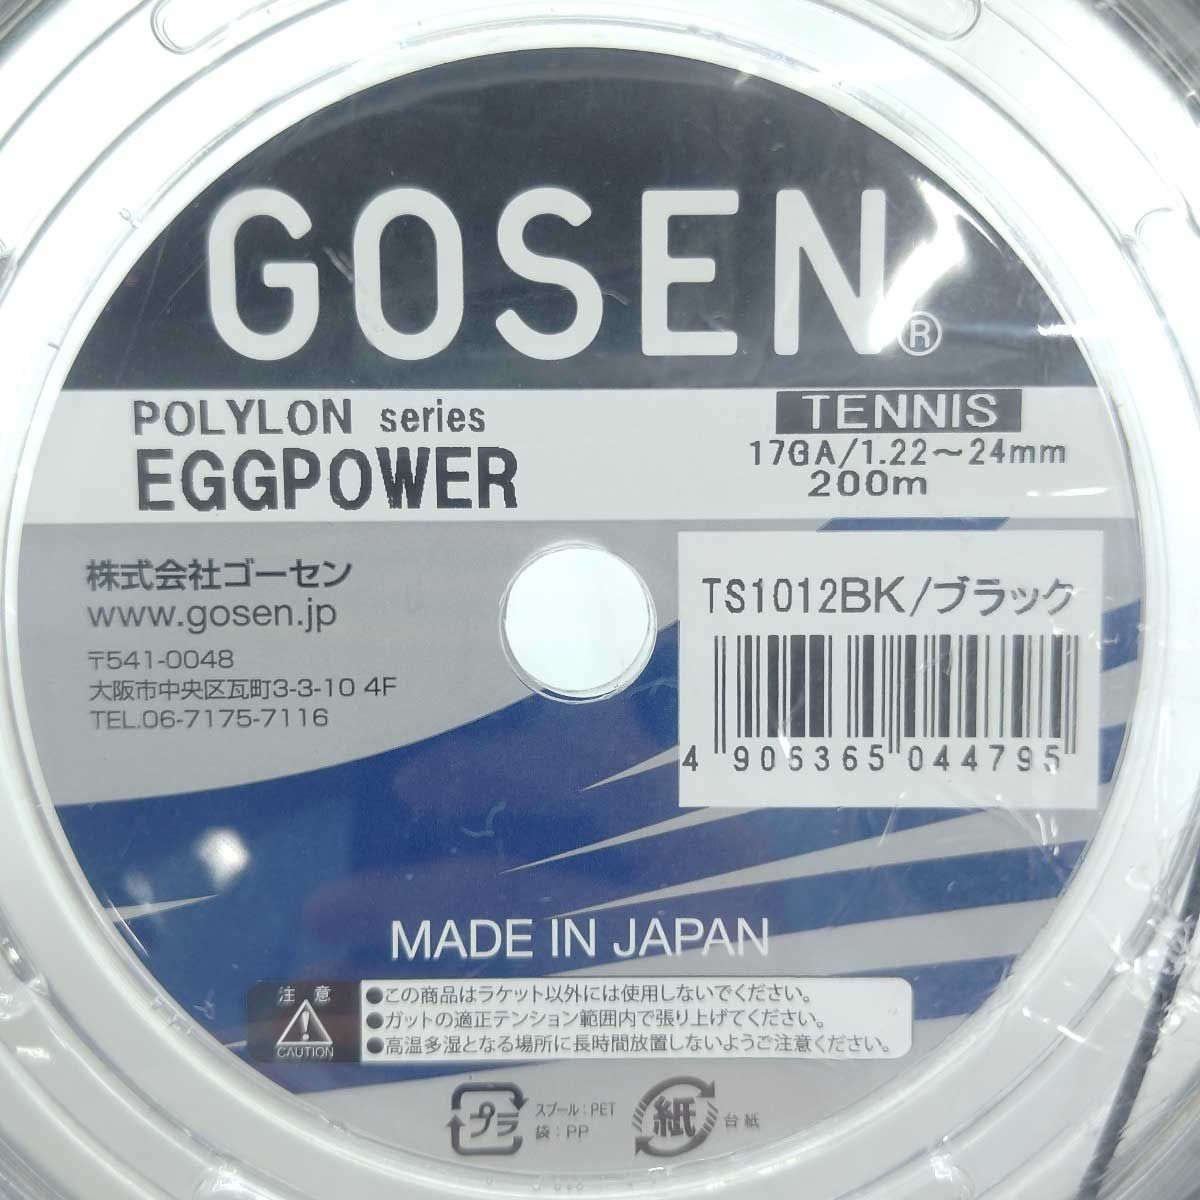 GOSEN®
POLYLON series
EGGPOWER
TENNIS
17GA/1.22～24mm
200m
株式会社ゴーセン
www.gosen.jp
〒541-0048
大阪市中央区瓦町3-3-10 4F
TEL.06-7175-7116
TS1012BK/ブラック
4 905365 044795
MADE IN JAPAN
注 意
CAUTION
●この商品はラケット以外には使用しないでください。
●ガットの適正テンション範囲内で張り上げてください。
●高温多湿となる場所に長時間放置しないようご注意ください。
プラ
スプール:PET
袋:PP
紙
台紙